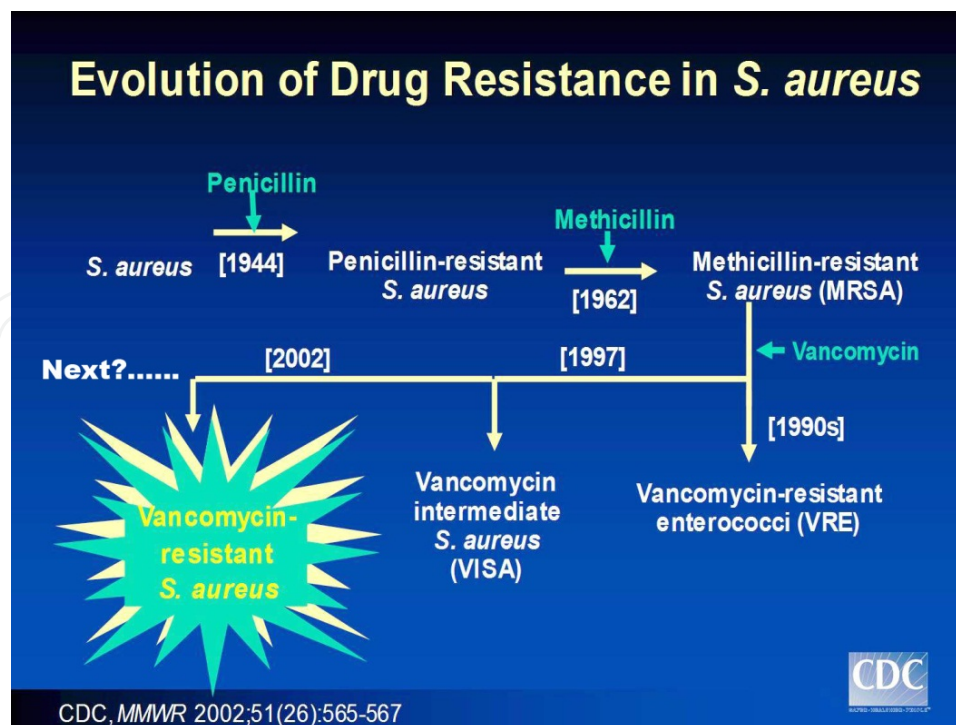 Evolution of Drug Resistance in S. aureus
Penicillin
Methicillin
S. aureus
[1944]
Penicillin-resistant
S. aureus
[1962]
Methicillin-resistant
S. aureus (MRSA)
Vancomycin
Next?......
[2002]
[1997]
[1990s]
Vancomycin-
resistant
S. aureus
Vancomycin
intermediate
S. aureus
(VISA)
Vancomycin-resistant
enterococci (VRE)
CDC
CDC, MMWR 2002;51(26):565-567